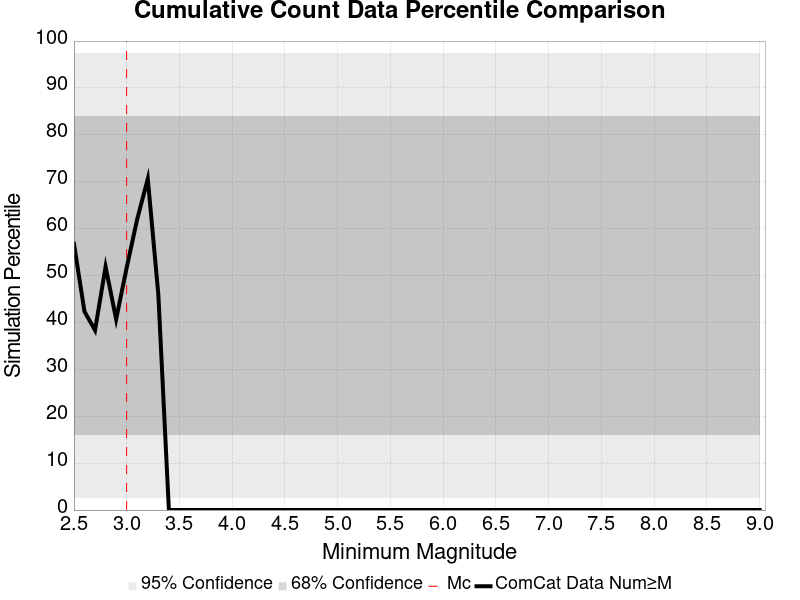 Cumulative Count Data Percentile Comparison
100
90
80
70
60
50
40
30
20
10
0
Simulation Percentile
2.5 3.0 3.5 4.0 4.5 5.0 5.5 6.0 6.5 7.0 7.5 8.0 8.5 9.0
Minimum Magnitude
95% Confidence 68% Confidence Mc ComCat Data Num≥M